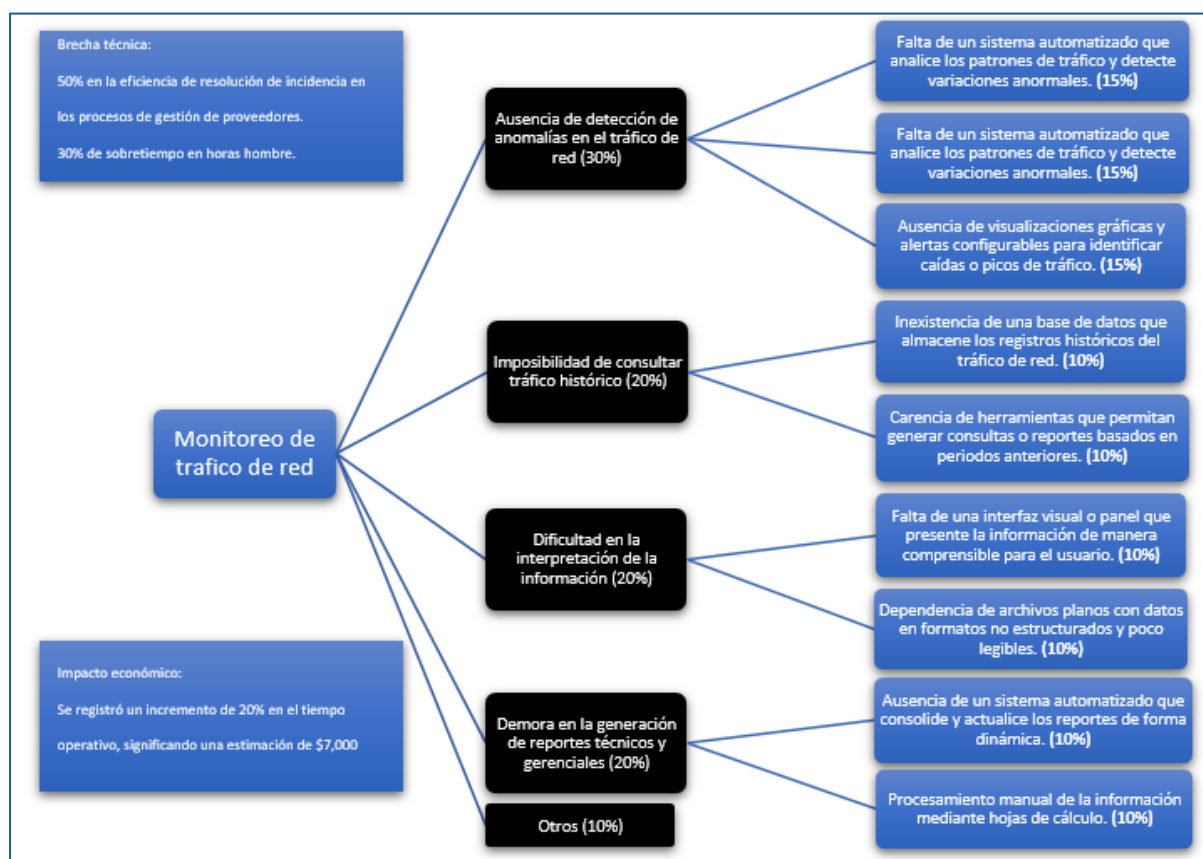 Brecha técnica:
50% en la eficiencia de resolución de incidencia en
los procesos de gestión de proveedores.
30% de sobretiempo en horas hombre.
Impacto económico:
Se registró un incremento de 20% en el tiempo
operativo, significando una estimación de $7,000
Monitoreo de
trafico de red
Ausencia de detección de
anomalías en el tráfico de
red (30%)
Imposibilidad de consultar
tráfico histórico (20%)
Dificultad en la
interpretación de la
información (20%)
Demora en la generación
de reportes técnicos y
gerenciales (20%)
Otros (10%)
Falta de un sistema automatizado que
analice los patrones de tráfico y detecte
variaciones anormales. (15%)
Falta de un sistema automatizado que
analice los patrones de tráfico y detecte
variaciones anormales. (15%)
Ausencia de visualizaciones gráficas y
alertas configurables para identificar
caídas o picos de tráfico. (15%)
Inexistencia de una base de datos que
almacene los registros históricos del
tráfico de red. (10%)
Carencia de herramientas que permitan
generar consultas o reportes basados en
periodos anteriores. (10%)
Falta de una interfaz visual o panel que
presente la información de manera
comprensible para el usuario. (10%)
Dependencia de archivos planos con datos
en formatos no estructurados y poco
legibles. (10%)
Ausencia de un sistema automatizado que
consolide y actualice los reportes de forma
dinámica. (10%)
Procesamiento manual de la información
mediante hojas de cálculo. (10%)